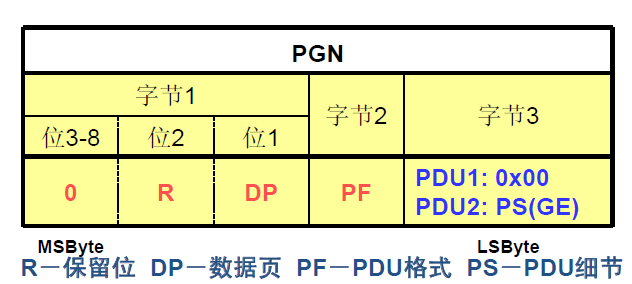 PGN
字节1 字节2 字节3
位3-8 位2 位1
0 R DP PF PDU1: 0x00
PDU2: PS(GE)
MSByte LSByte
R－保留位 DP－数据页 PF－PDU格式 PS－PDU细节